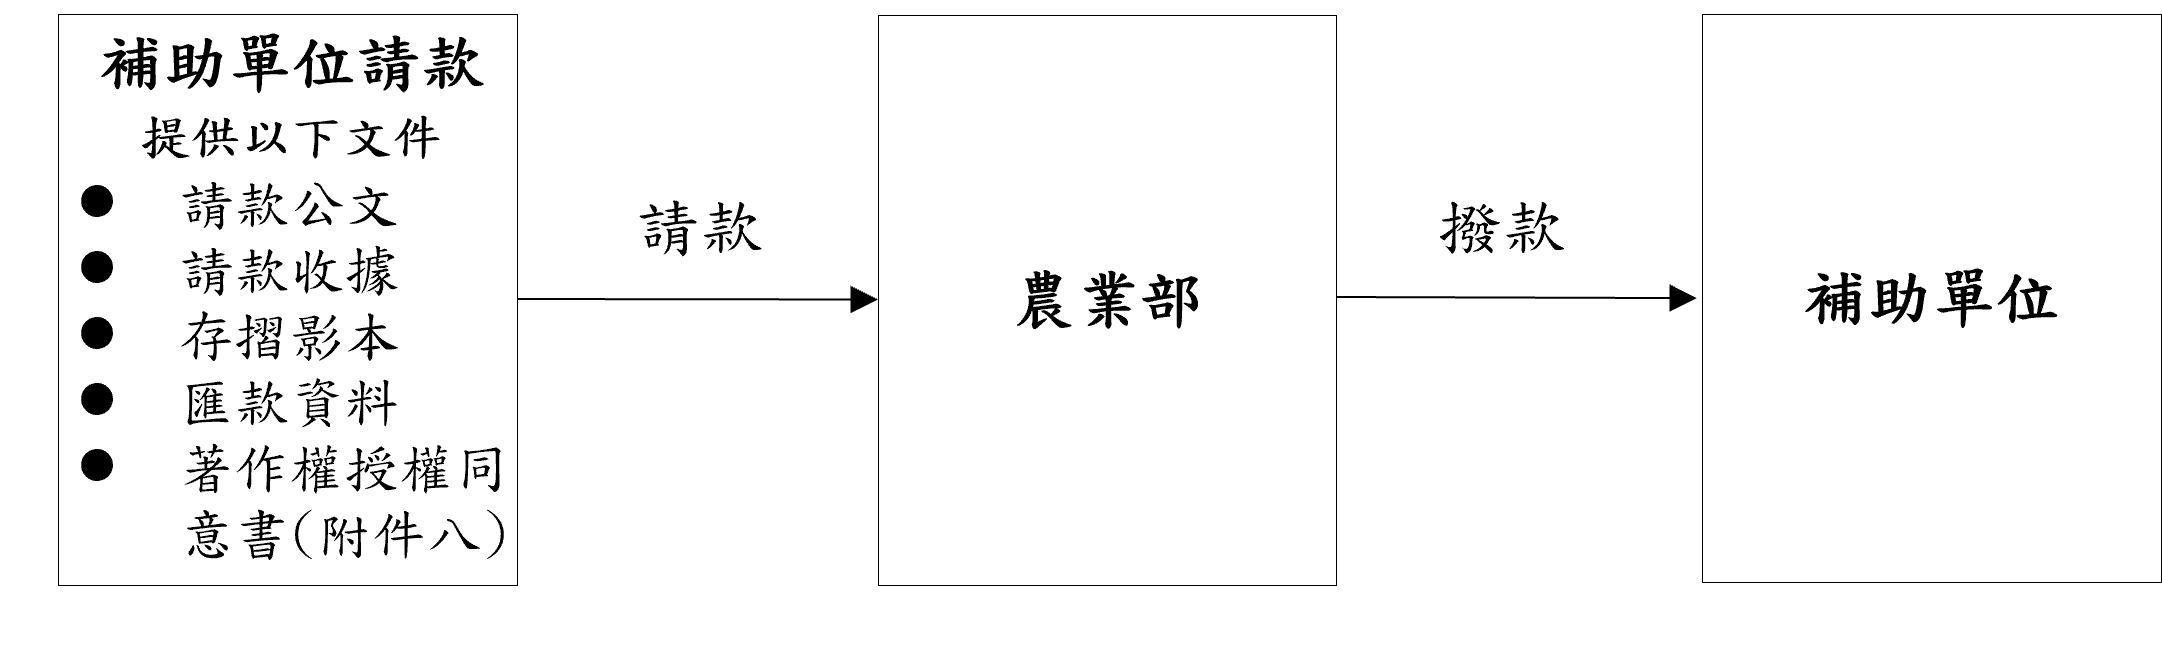 補助單位請款
提供以下文件
● 請款公文
● 請款收據
● 存摺影本
● 匯款資料
● 著作權授權同
意書(附件八)
請款
農業部
撥款
補助單位